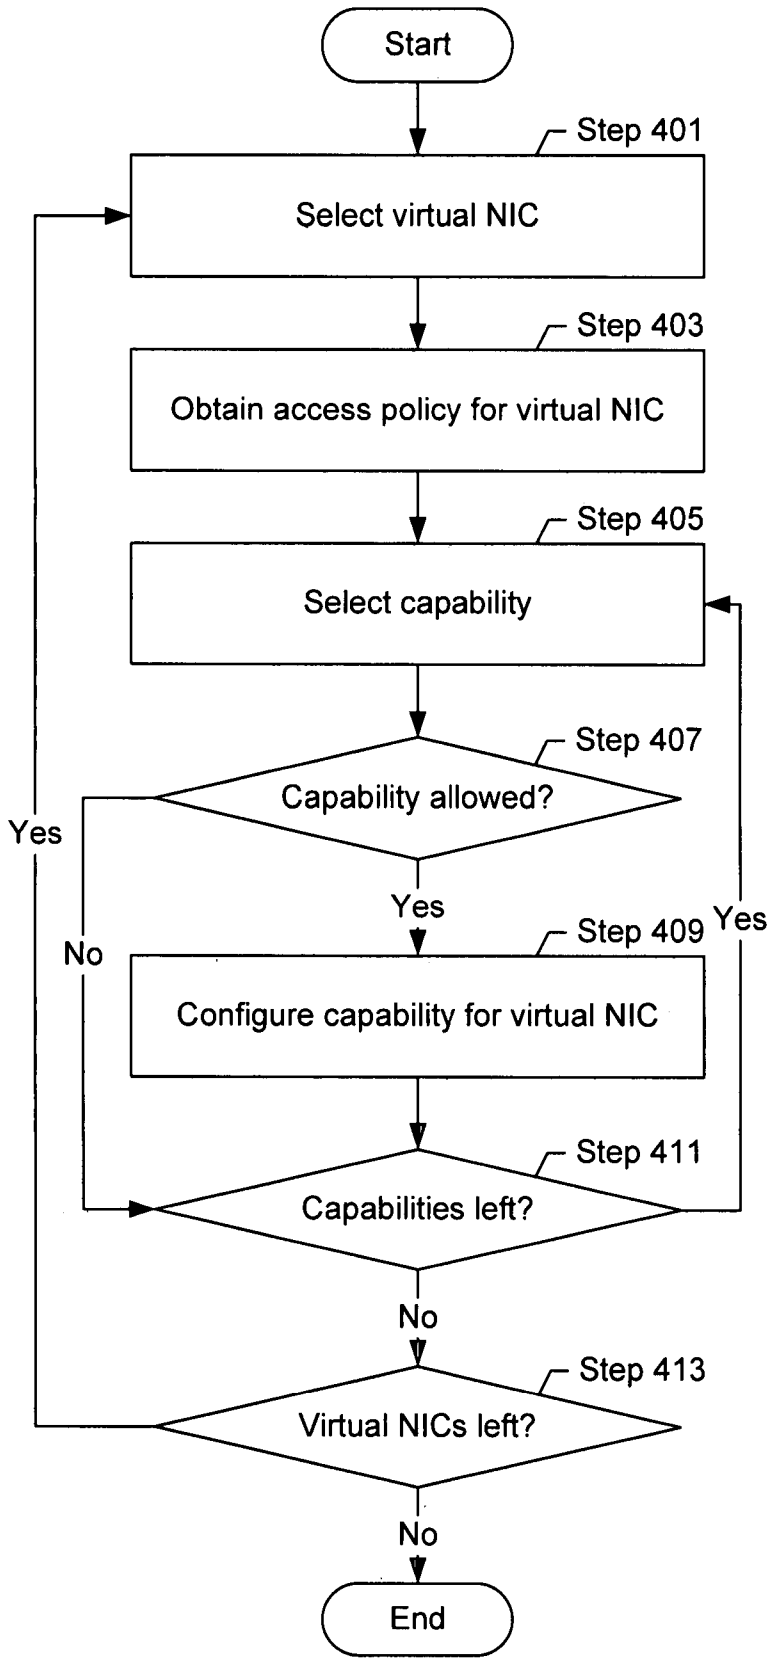 Start
Step 401
Select virtual NIC
Step 403
Obtain access policy for virtual NIC
Step 405
Select capability
Step 407
Capability allowed?
Yes
Yes
Yes
No
Step 409
Configure capability for virtual NIC
Step 411
Capabilities left?
No
Step 413
Virtual NICs left?
No
End